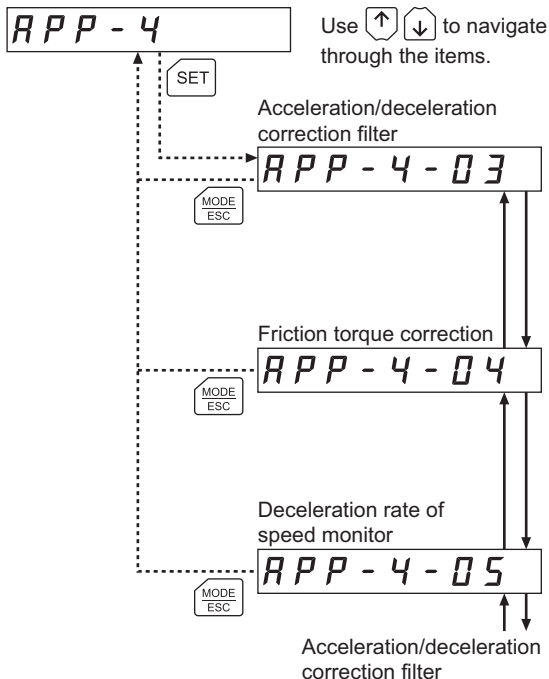 APP-4
Use ↑ ↓ to navigate
through the items.
SET
Acceleration/deceleration
correction filter
APP-4-03
MODE
ESC
Friction torque correction
APP-4-04
MODE
ESC
Deceleration rate of
speed monitor
APP-4-05
MODE
ESC
Acceleration/deceleration
correction filter